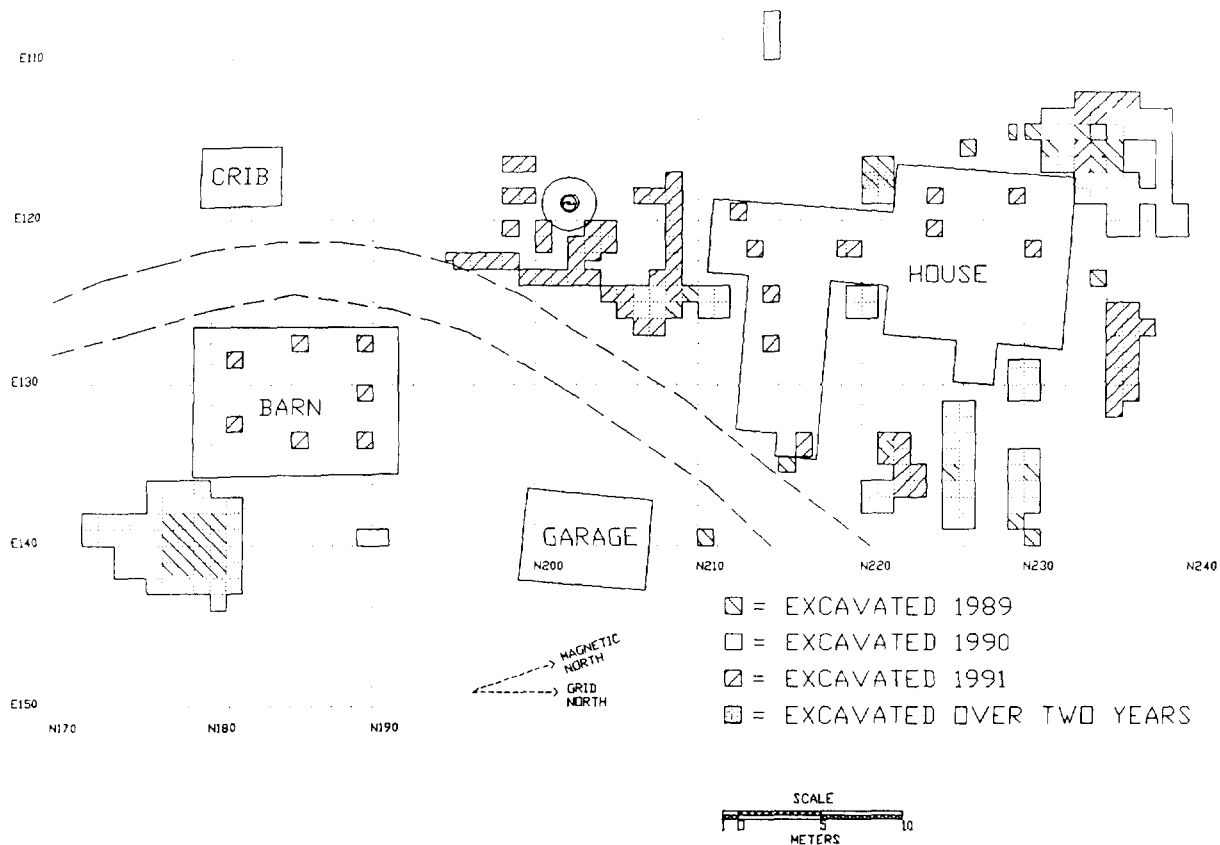 E110
CRIB
E120
HOUSE
E130
BARN
E140
GARAGE
N200
N210
N220
N230
N240
= EXCAVATED 1989
= EXCAVATED 1990
= EXCAVATED 1991
= EXCAVATED OVER TWO YEARS
MAGNETIC
NORTH
GRID
NORTH
E150
N170
N180
N190
SCALE
1 0 5 10
METERS